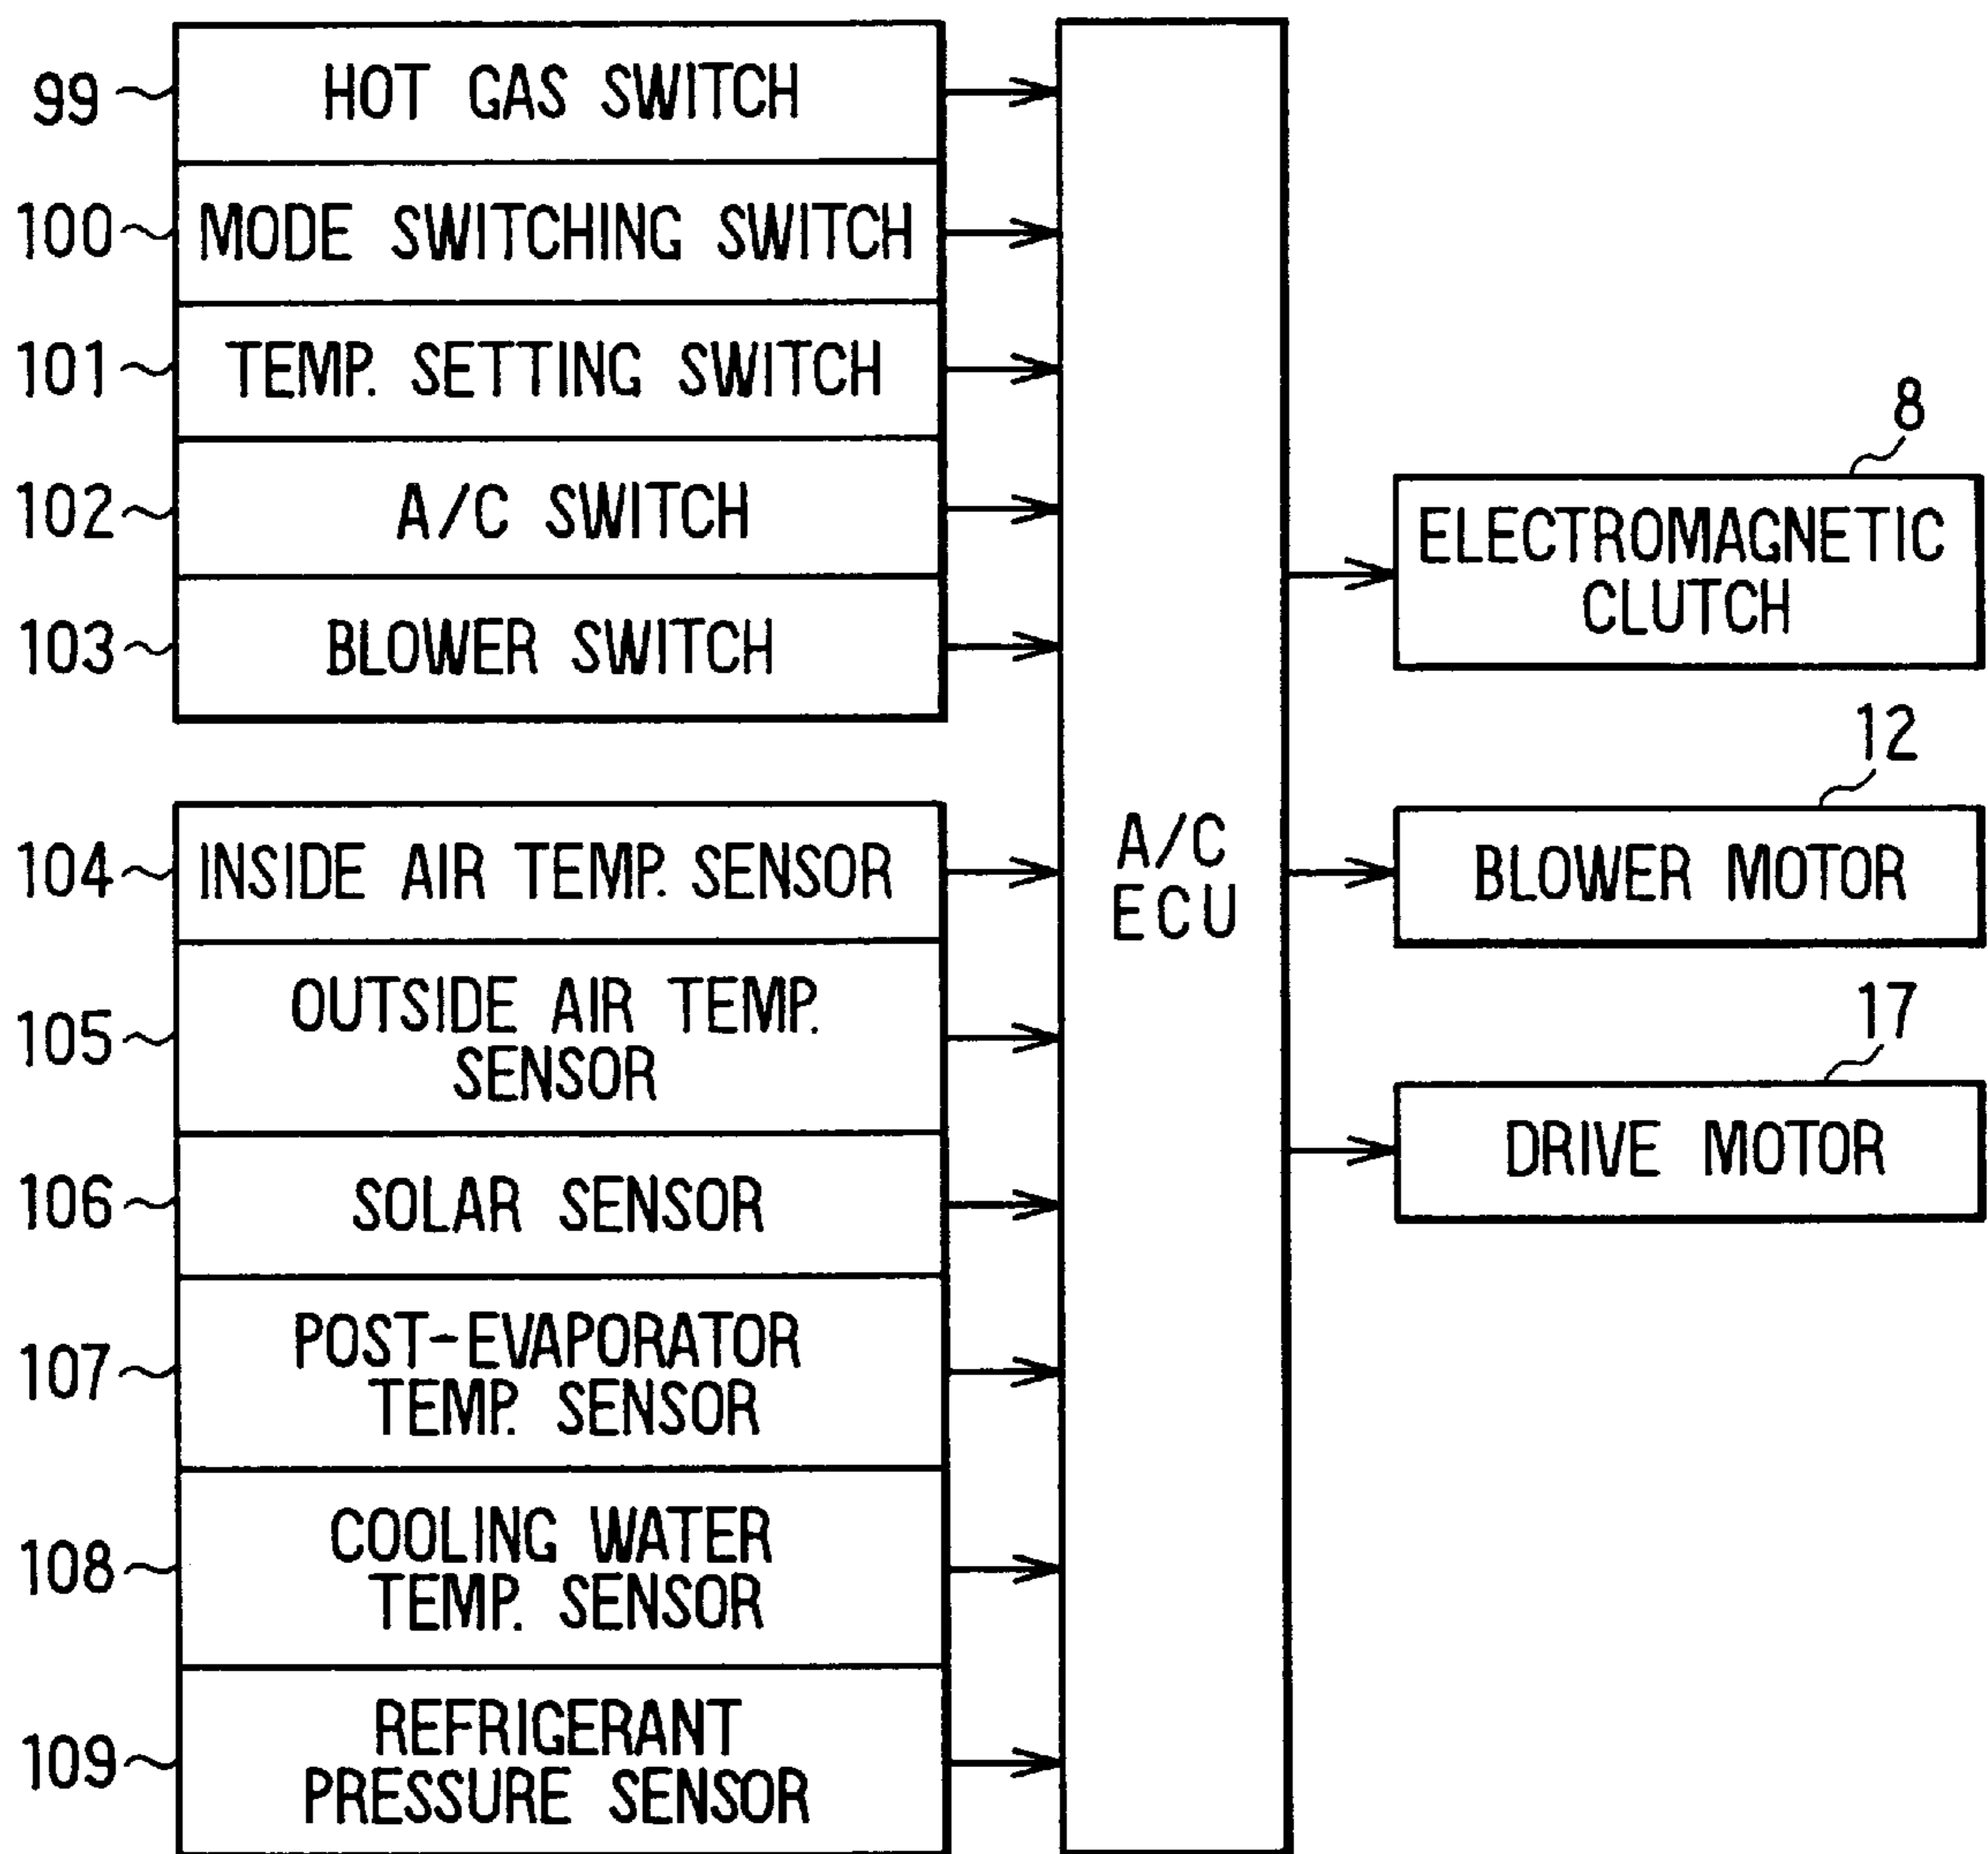 99 HOT GAS SWITCH
100 MODE SWITCHING SWITCH
101 TEMP. SETTING SWITCH
102 A/C SWITCH
103 BLOWER SWITCH
104 INSIDE AIR TEMP. SENSOR
105 OUTSIDE AIR TEMP.
SENSOR
106 SOLAR SENSOR
107 POST-EVAPORATOR
TEMP. SENSOR
108 COOLING WATER
TEMP. SENSOR
109 REFRIGERANT
PRESSURE SENSOR
A/C
ECU
8
ELECTROMAGNETIC
CLUTCH
12
BLOWER MOTOR
17
DRIVE MOTOR